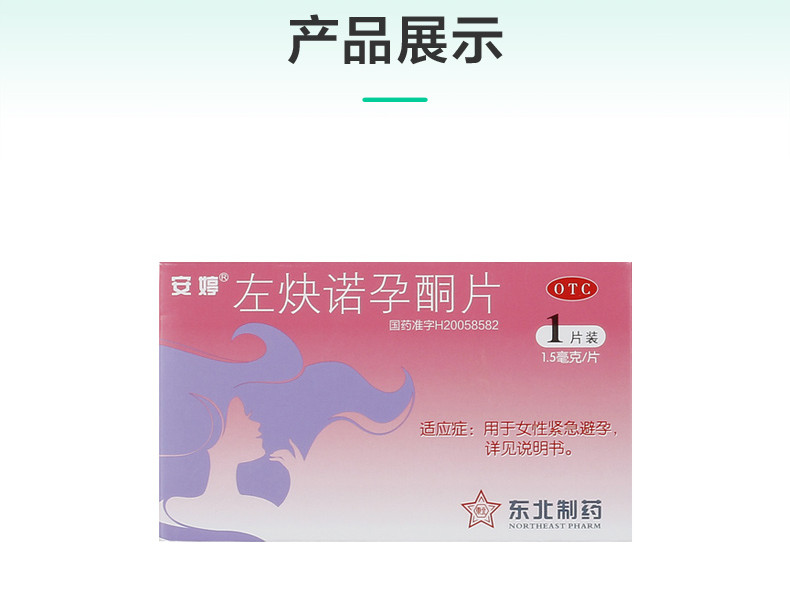 产品展示
安婷® 左炔诺孕酮片
OTC
国药准字H20058582
1片装
1.5毫克/片
适应症：用于女性紧急避孕，
详见说明书。
东北制药
NORTHEAST PHARM